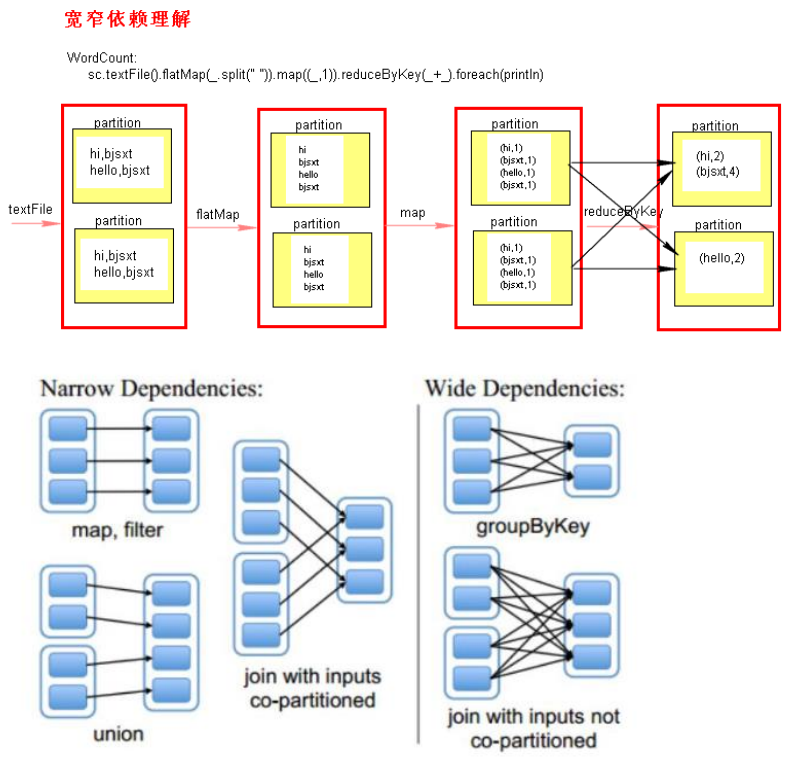 宽窄依赖理解
WordCount:
sc.textFile().flatMap(_.split(" ")).map((_,1)).reduceByKey(_+_).foreach(println)
textFile
partition
hi,bjsxt
hello,bjsxt
partition
hi,bjsxt
hello,bjsxt
flatMap
partition
hi
bjsxt
hello
bjsxt
partition
hi
bjsxt
hello
bjsxt
map
partition
(hi,1)
(bjsxt,1)
(hello,1)
(bjsxt,1)
partition
(hi,1)
(bjsxt,1)
(hello,1)
(bjsxt,1)
reduceByKey
partition
(hi,2)
(bjsxt,4)
partition
(hello,2)
Narrow Dependencies:
map, filter
union
join with inputs
co-partitioned
Wide Dependencies:
groupByKey
join with inputs not
co-partitioned